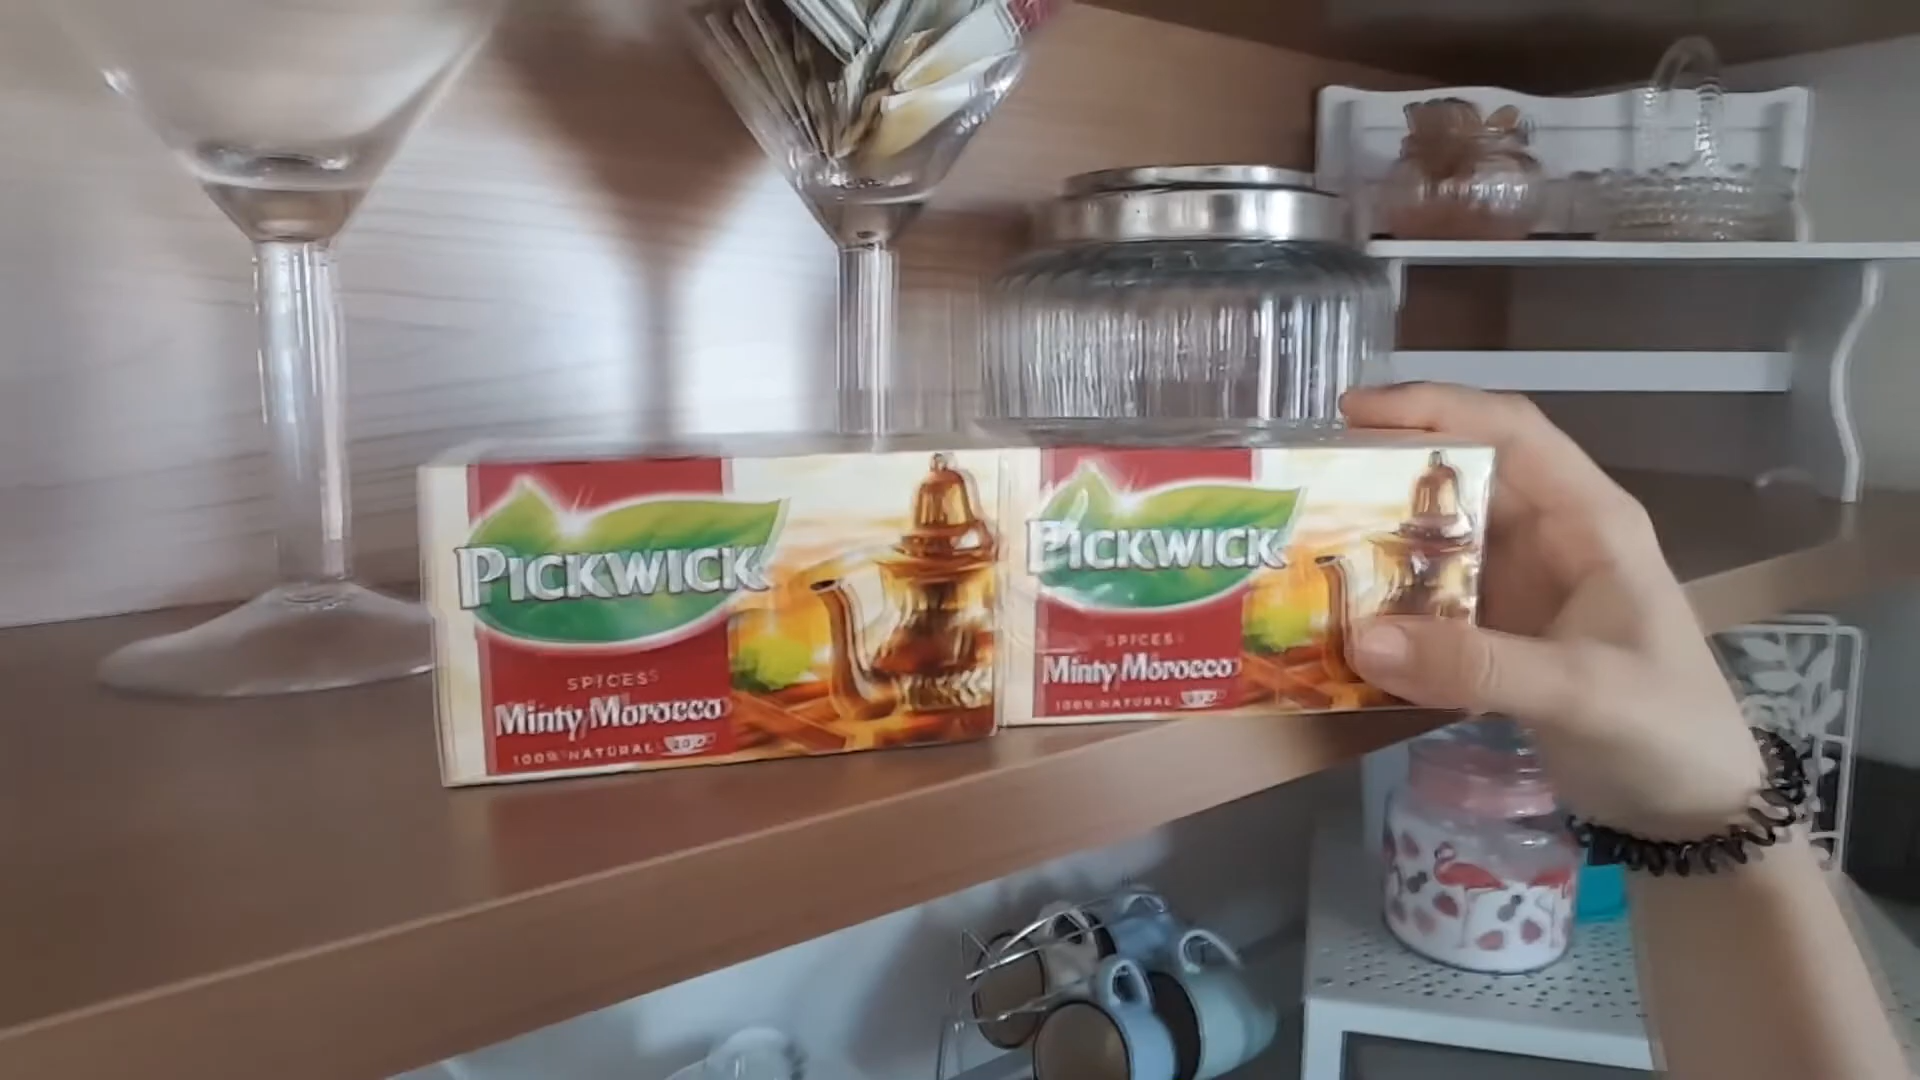 PICKWICK
SPICES
Minty Morocco
100% NATURAL
PICKWICK
SPICES
Minty Morocco
100% NATURAL